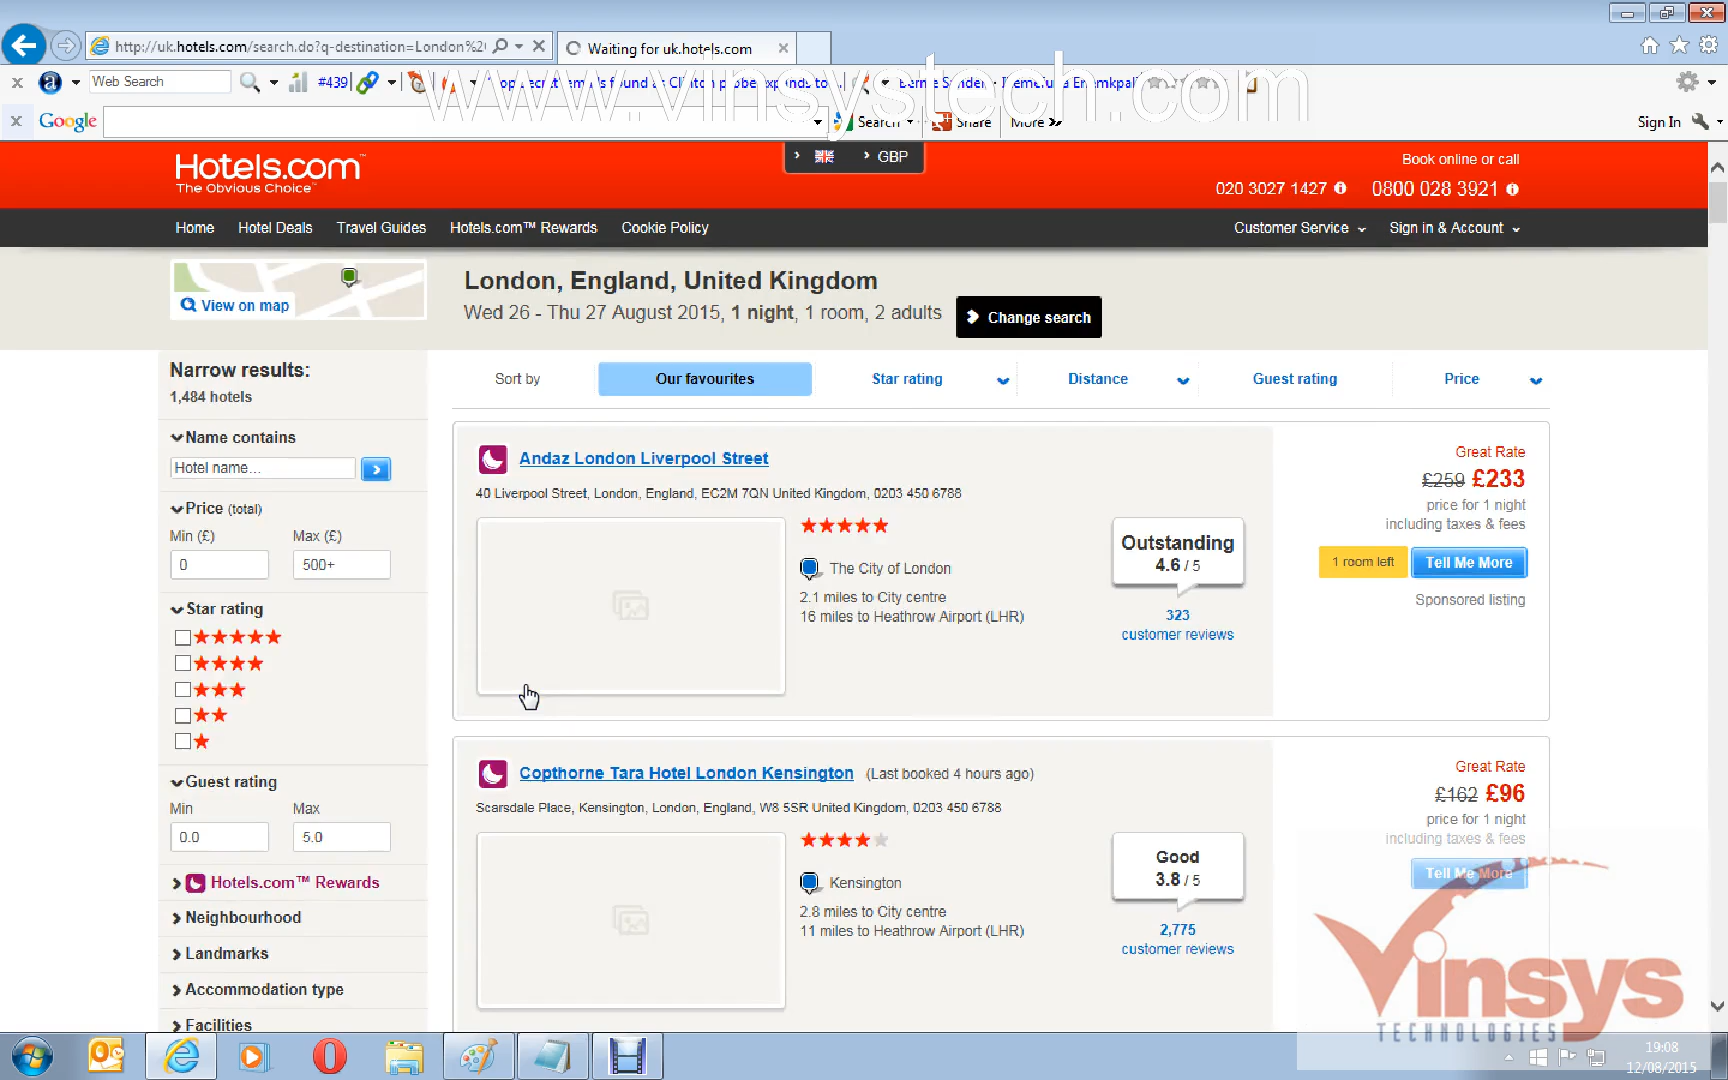 http://uk.hotels.com/search.do?q-destination=London%20
Waiting for uk.hotels.com
Web Search
#439
www.vinsystech.com
Google
Search
Share
More »
Sign In
Hotels.com™
The Obvious Choice™
GBP
Book online or call
020 3027 1427
0800 028 3921
Home
Hotel Deals
Travel Guides
Hotels.com™ Rewards
Cookie Policy
Customer Service
Sign in & Account
View on map
London, England, United Kingdom
Wed 26 - Thu 27 August 2015, 1 night, 1 room, 2 adults
Change search
Narrow results:
1,484 hotels
Sort by
Our favourites
Star rating
Distance
Guest rating
Price
Name contains
Hotel name...
Price (total)
Min (£)
Max (£)
0
500+
Star rating
Guest rating
Min
Max
0.0
5.0
Hotels.com™ Rewards
Neighbourhood
Landmarks
Accommodation type
Facilities
Andaz London Liverpool Street
40 Liverpool Street, London, England, EC2M 7QN United Kingdom, 0203 450 6788
The City of London
2.1 miles to City centre
16 miles to Heathrow Airport (LHR)
Outstanding
4.6 / 5
323
customer reviews
Great Rate
£259 £233
price for 1 night
including taxes & fees
1 room left
Tell Me More
Sponsored listing
Copthorne Tara Hotel London Kensington (Last booked 4 hours ago)
Scarsdale Place, Kensington, London, England, W8 5SR United Kingdom, 0203 450 6788
Kensington
2.8 miles to City centre
11 miles to Heathrow Airport (LHR)
Good
3.8 / 5
2,775
customer reviews
Great Rate
£162 £96
price for 1 night
including taxes & fees
Tell Me More
Vinsys
TECHNOLOGIES
19:08
12/08/2015